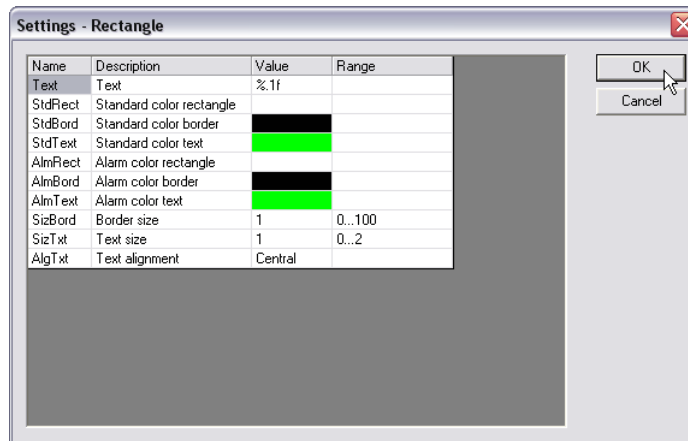 Settings - Rectangle
Name Description Value Range
Text Text %.1f
StdRect Standard color rectangle
StdBord Standard color border
StdText Standard color text
AlmRect Alarm color rectangle
AlmBord Alarm color border
AlmText Alarm color text
SizBord Border size 1 0...100
SizTxt Text size 1 0...2
AlgTxt Text alignment Central
OK
Cancel